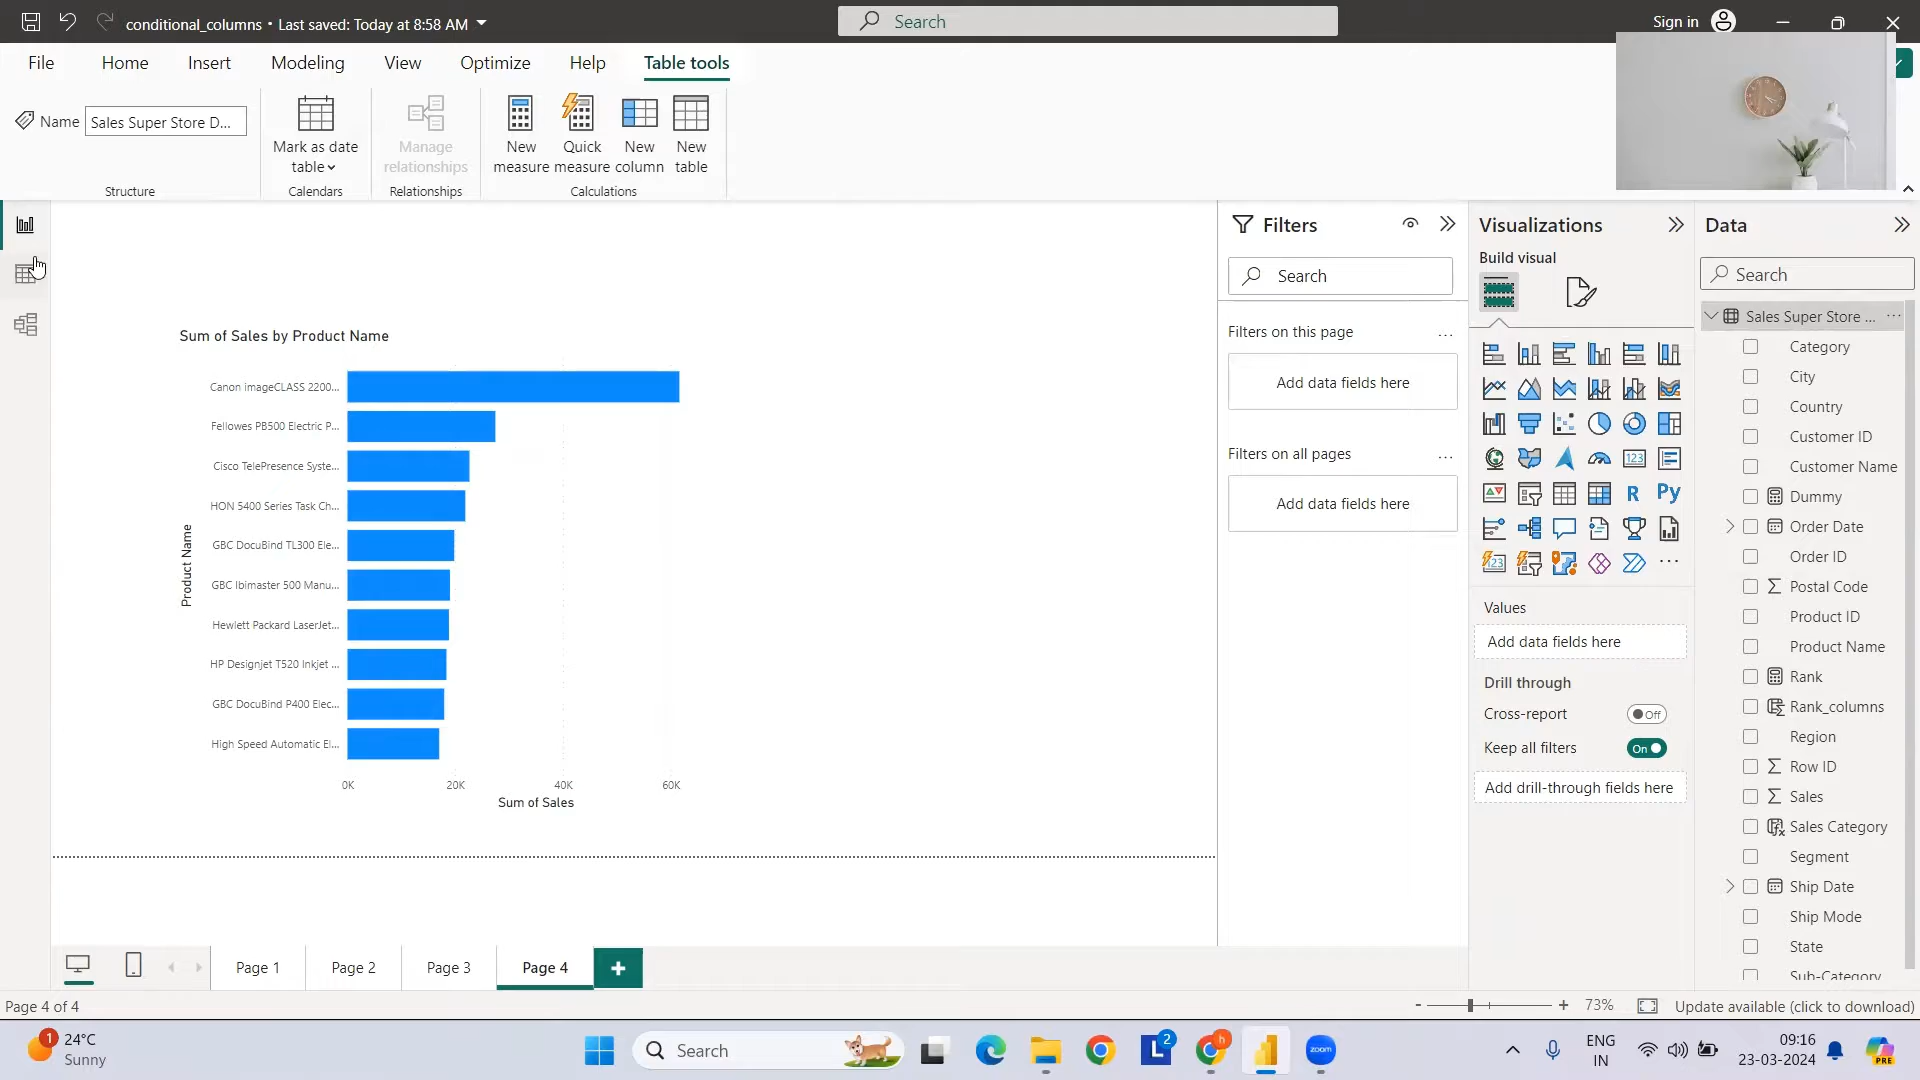 conditional_columns • Last saved: Today at 8:58 AM
Search
Sign in
File
Home
Insert
Modeling
View
Optimize
Help
Table tools
Name
Sales Super Store D...
Mark as date
table
Manage
relationships
New
measure
Quick
measure
New
column
New
table
Structure
Calendars
Relationships
Calculations
Sum of Sales by Product Name
Product Name
Canon imageCLASS 2200...
Fellowes PB500 Electric P...
Cisco TelePresence Syste...
HON 5400 Series Task Ch...
GBC DocuBind TL300 Ele...
GBC Ibimaster 500 Manu...
Hewlett Packard LaserJet...
HP Designjet T520 Inkjet ...
GBC DocuBind P400 Elec...
High Speed Automatic El...
0K
20K
40K
60K
Sum of Sales
Filters
Search
Filters on this page
...
Add data fields here
Filters on all pages
...
Add data fields here
Visualizations
Build visual
123
R
Py
123
...
Values
Add data fields here
Drill through
Cross-report
Off
Keep all filters
On
Add drill-through fields here
Data
Search
Sales Super Store ...
...
Category
City
Country
Customer ID
Customer Name
Dummy
Order Date
Order ID
Postal Code
Product ID
Product Name
Rank
Rank_columns
Region
Row ID
Sales
Sales Category
Segment
Ship Date
Ship Mode
State
Sub-Category
Page 1
Page 2
Page 3
Page 4
+
Page 4 of 4
- + 73%
Update available (click to download)
1
24°C
Sunny
Search
L
2
h
zoom
ENG
IN
09:16
23-03-2024
PRE